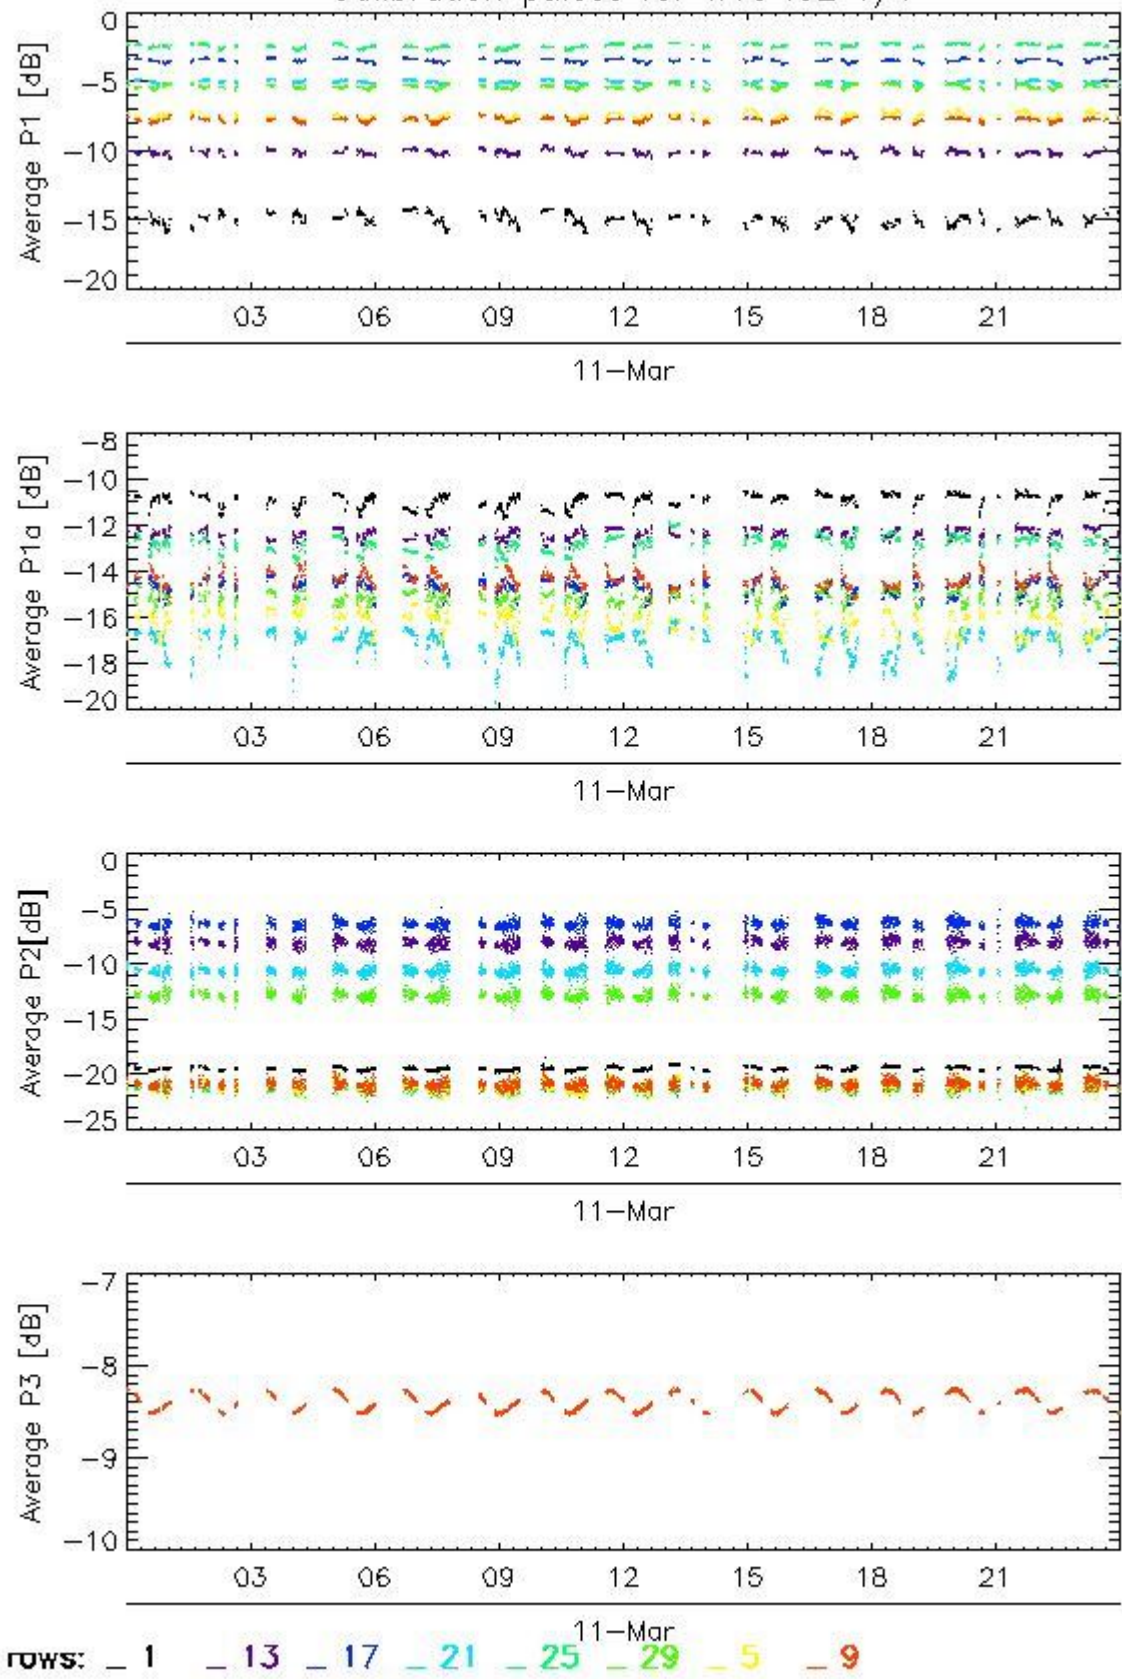 Average P1 [dB]
0
−5
−10
−15
−20
03 06 09 12 15 18 21
11−Mar
Average P1a [dB]
−8
−10
−12
−14
−16
−18
−20
03 06 09 12 15 18 21
11−Mar
Average P2[dB]
0
−5
−10
−15
−20
−25
03 06 09 12 15 18 21
11−Mar
Average P3 [dB]
−7
−8
−9
−10
03 06 09 12 15 18 21
11−Mar
rows: _ 1 _ 13 _ 17 _ 21 _ 25 _ 29 _ 5 _ 9